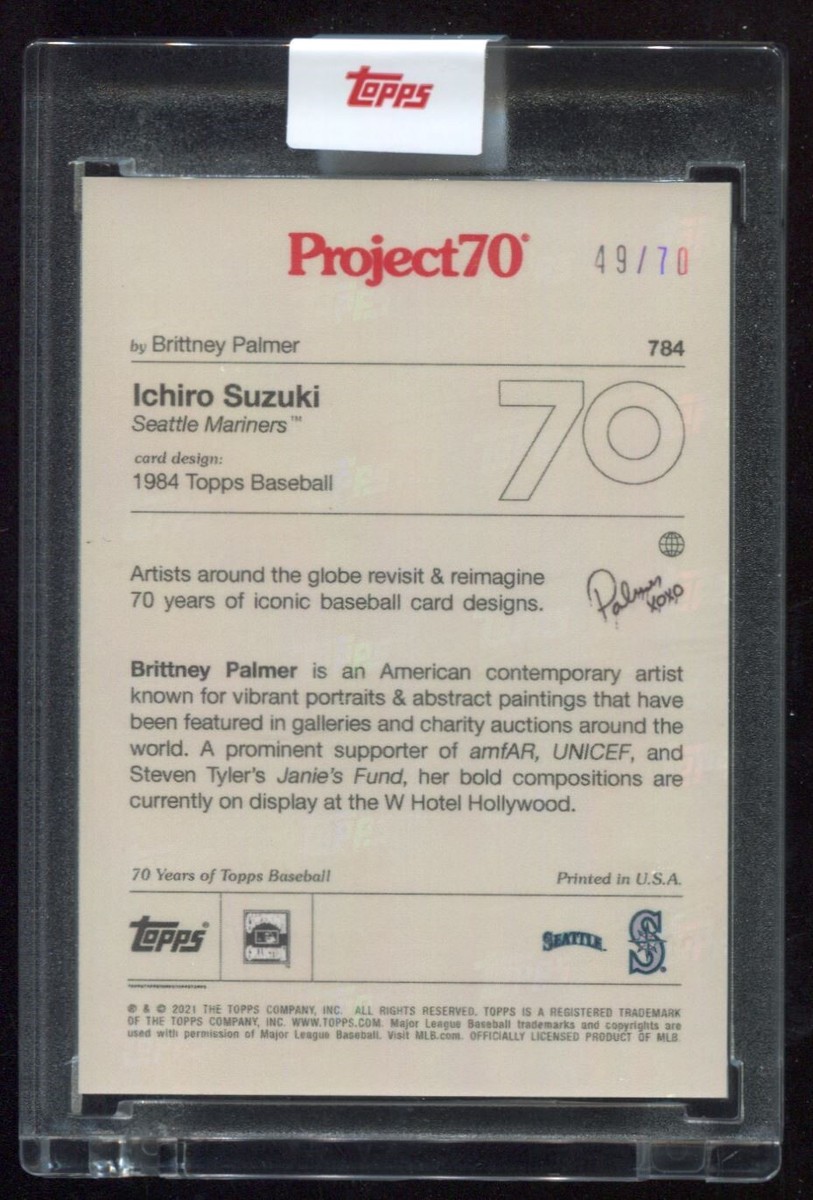 Topps
Project70®
49/70
by Brittney Palmer
784
Ichiro Suzuki
Seattle Mariners™
70
card design:
1984 Topps Baseball
Artists around the globe revisit & reimagine
70 years of iconic baseball card designs.
Palmer
xoxo
Brittney Palmer is an American contemporary artist
known for vibrant portraits & abstract paintings that have
been featured in galleries and charity auctions around the
world. A prominent supporter of amfAR, UNICEF, and
Steven Tyler's Janie's Fund, her bold compositions are
currently on display at the W Hotel Hollywood.
70 Years of Topps Baseball
Printed in U.S.A.
Topps®
SEATTLE
S
® & © 2021 THE TOPPS COMPANY, INC. ALL RIGHTS RESERVED. TOPPS IS A REGISTERED TRADEMARK
OF THE TOPPS COMPANY, INC. WWW.TOPPS.COM. Major League Baseball trademarks and copyrights are
used with permission of Major League Baseball. Visit MLB.com. OFFICIALLY LICENSED PRODUCT OF MLB